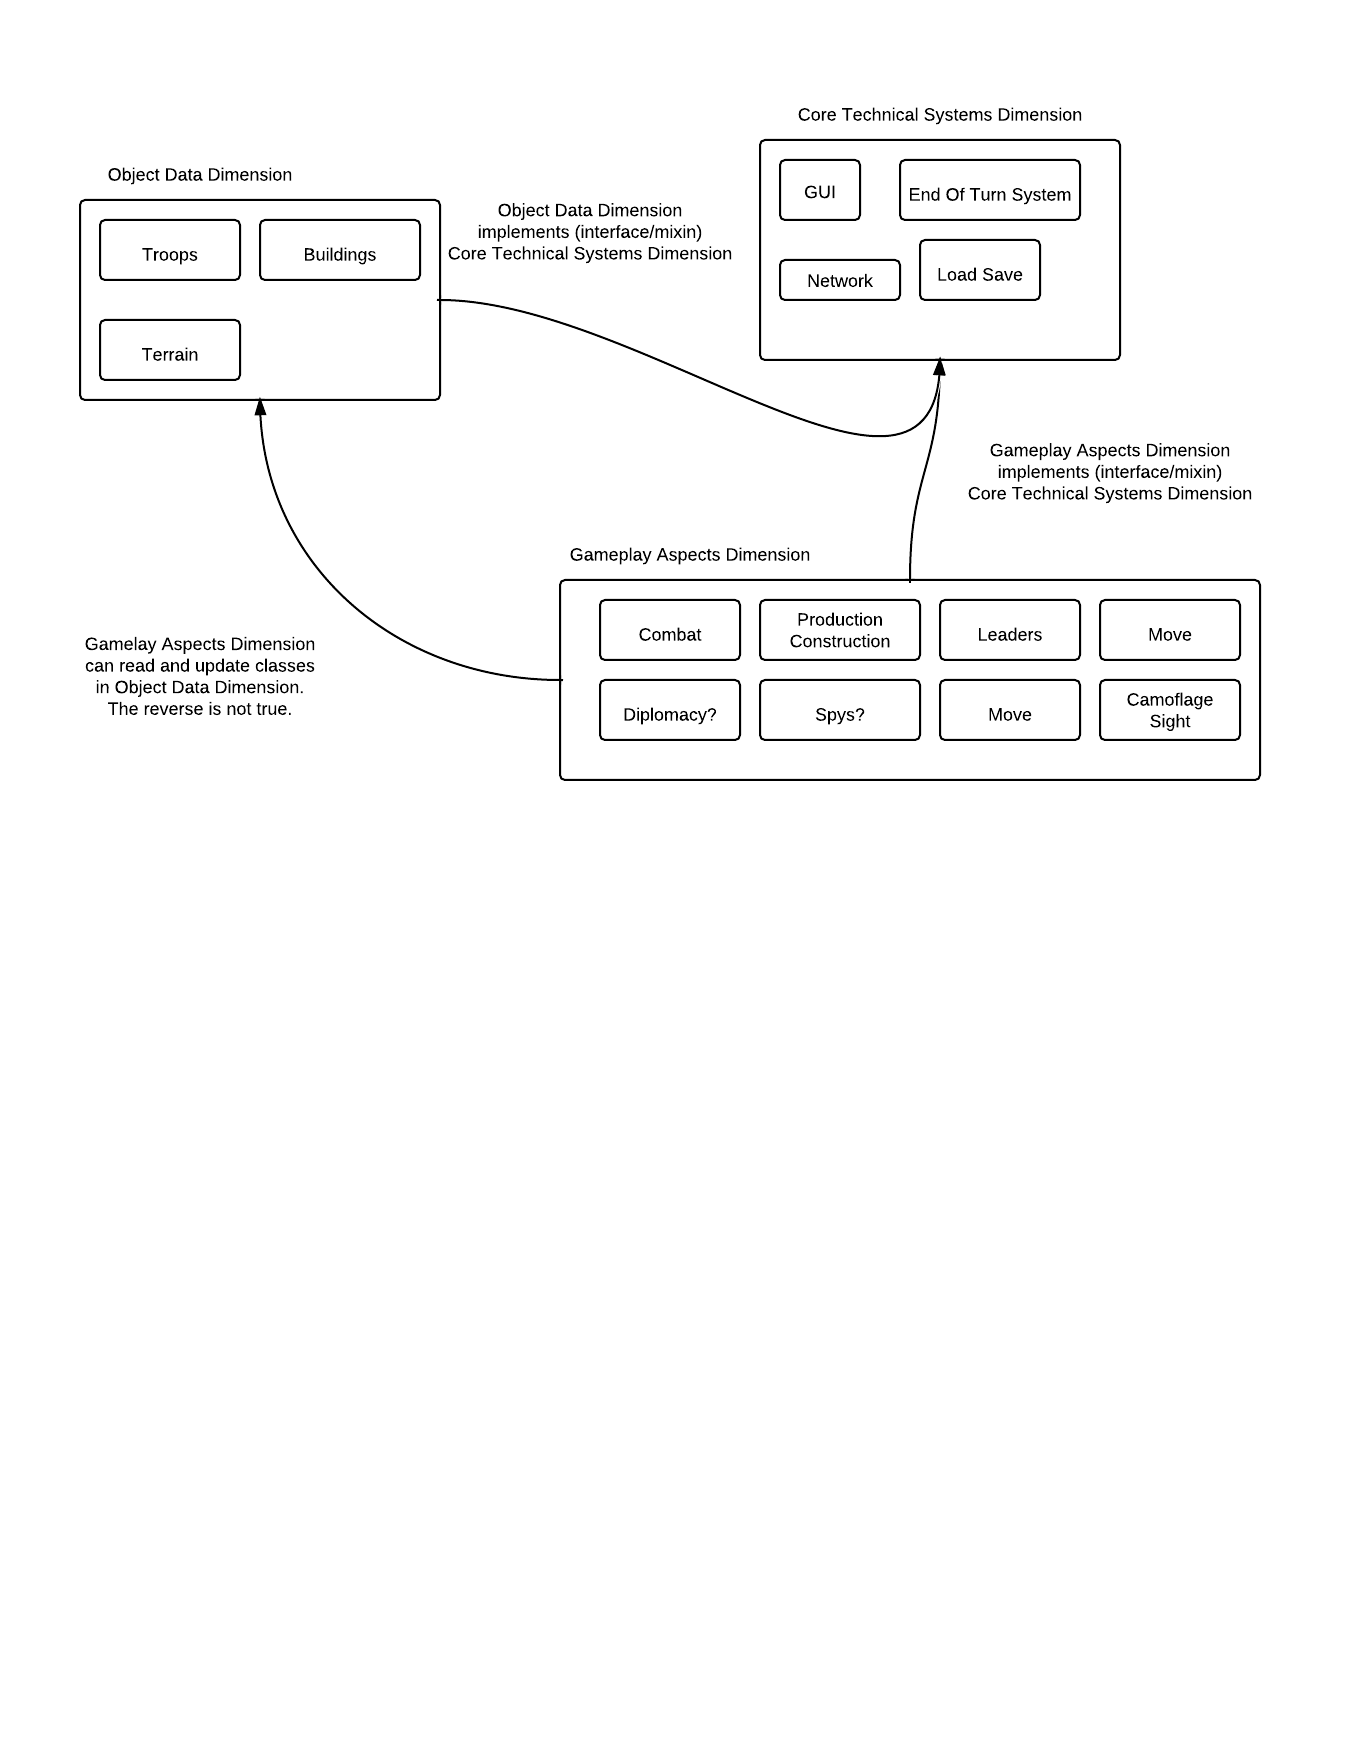 Core Technical Systems Dimension
GUI
End Of Turn System
Network
Load Save
Object Data Dimension
Troops
Buildings
Terrain
Object Data Dimension
implements (interface/mixin)
Core Technical Systems Dimension
Gameplay Aspects Dimension
implements (interface/mixin)
Core Technical Systems Dimension
Gameplay Aspects Dimension
Combat
Production
Construction
Leaders
Move
Diplomacy?
Spys?
Move
Camoflage
Sight
Gamelay Aspects Dimension
can read and update classes
in Object Data Dimension.
The reverse is not true.